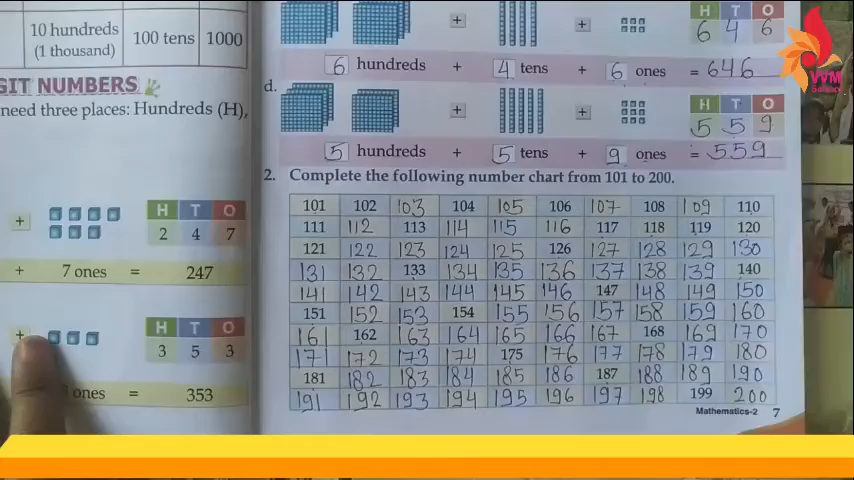 10 hundreds
(1 thousand)
100 tens
1000
GIT NUMBERS
need three places: Hundreds (H),
H T O
2 4 7
+ 7 ones = 247
H T O
3 5 3
ones = 353
H T O
6 4 6
6 hundreds + 4 tens + 6 ones = 646
d.
H T O
5 5 9
5 hundreds + 5 tens + 9 ones = 559
2. Complete the following number chart from 101 to 200.
101 102 103 104 105 106 107 108 109 110
111 112 113 114 115 116 117 118 119 120
121 122 123 124 125 126 127 128 129 130
131 132 133 134 135 136 137 138 139 140
141 142 143 144 145 146 147 148 149 150
151 152 153 154 155 156 157 158 159 160
161 162 163 164 165 166 167 168 169 170
171 172 173 174 175 176 177 178 179 180
181 182 183 184 185 186 187 188 189 190
191 192 193 194 195 196 197 198 199 200
Mathematics-2 7
VVM